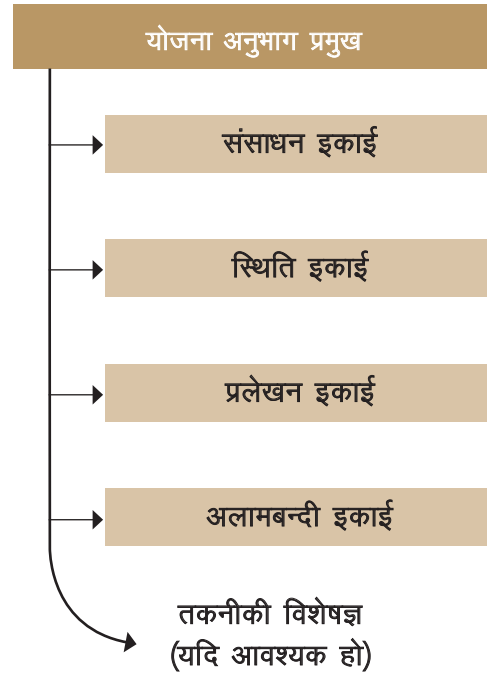 योजना अनुभाग प्रमुख
संसाधन इकाई
स्थिति इकाई
प्रलेखन इकाई
अलामबन्दी इकाई
तकनीकी विशेषज्ञ
(यदि आवश्यक हो)